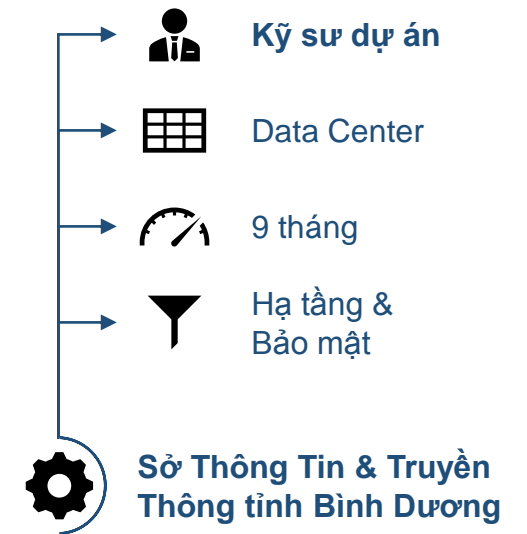 Kỹ sư dự án
Data Center
9 tháng
Hạ tầng &
Bảo mật
Sở Thông Tin & Truyền
Thông tỉnh Bình Dương